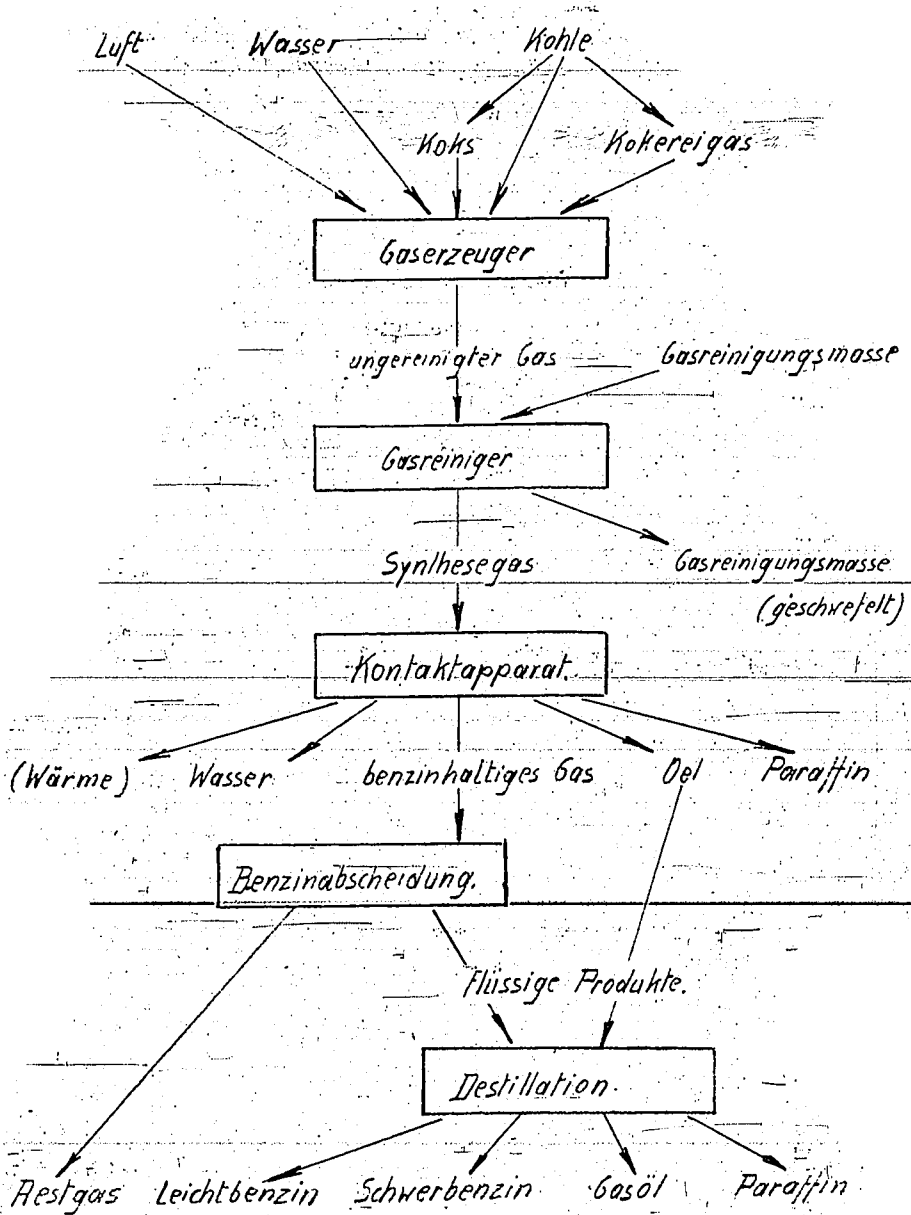 Luft Wasser Kohle
Koks Kokereigas
Gaserzeuger
ungereinigter Gas Gasreinigungsmasse
Gasreiniger
Synthesegas Gasreinigungsmasse
(geschwefelt)
Kontaktapparat.
(Wärme) Wasser benzinhaltiges Gas Oel Paraffin
Benzinabscheidung.
flüssige Produkte.
Destillation.
Restgas Leichtbenzin Schwerbenzin Gasöl Paraffin